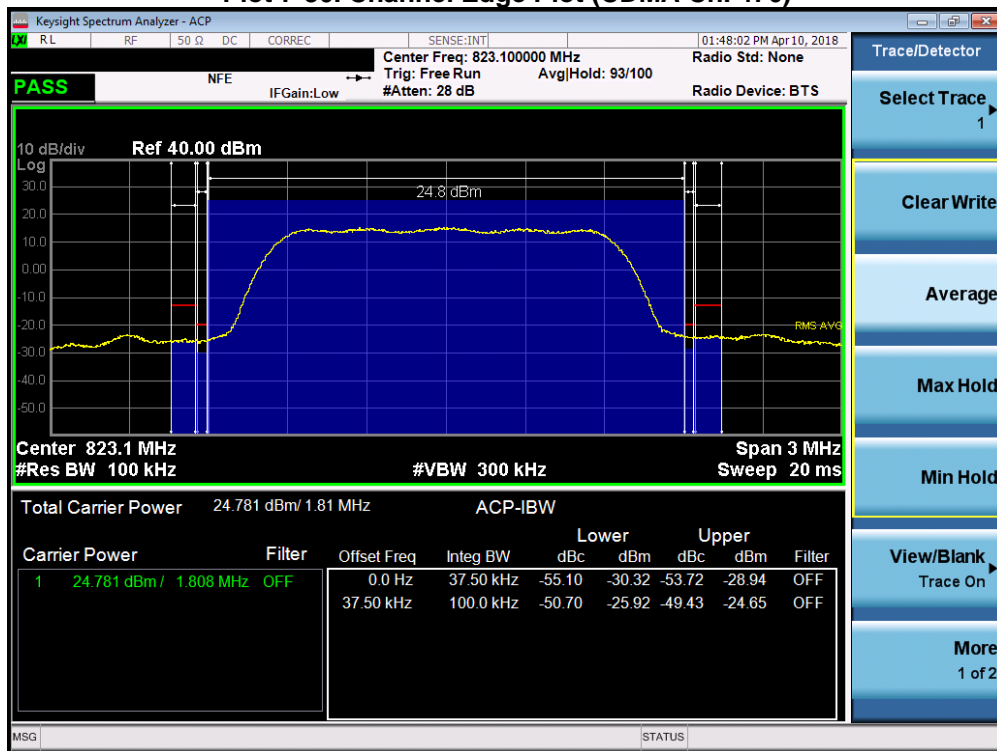 Keysight Spectrum Analyzer - ACP
LXI RL RF 50 Ω DC CORREC SENSE:INT 01:48:02 PM Apr 10, 2018
Center Freq: 823.100000 MHz Radio Std: None
NFE Trig: Free Run Avg|Hold: 93/100
PASS IFGain:Low #Atten: 28 dB Radio Device: BTS
10 dB/div Ref 40.00 dBm
Log
30.0
24.8 dBm
20.0
10.0
0.00
-10.0
-20.0
RMS AVG
-30.0
-40.0
-50.0
Center 823.1 MHz Span 3 MHz
#Res BW 100 kHz #VBW 300 kHz Sweep 20 ms
Total Carrier Power 24.781 dBm/ 1.81 MHz ACP-IBW
Lower Upper
Carrier Power Filter Offset Freq Integ BW dBc dBm dBc dBm Filter
1 24.781 dBm / 1.808 MHz OFF 0.0 Hz 37.50 kHz -55.10 -30.32 -53.72 -28.94 OFF
37.50 kHz 100.0 kHz -50.70 -25.92 -49.43 -24.65 OFF
MSG STATUS
Trace/Detector
Select Trace
1
Clear Write
Average
Max Hold
Min Hold
View/Blank
Trace On
More
1 of 2